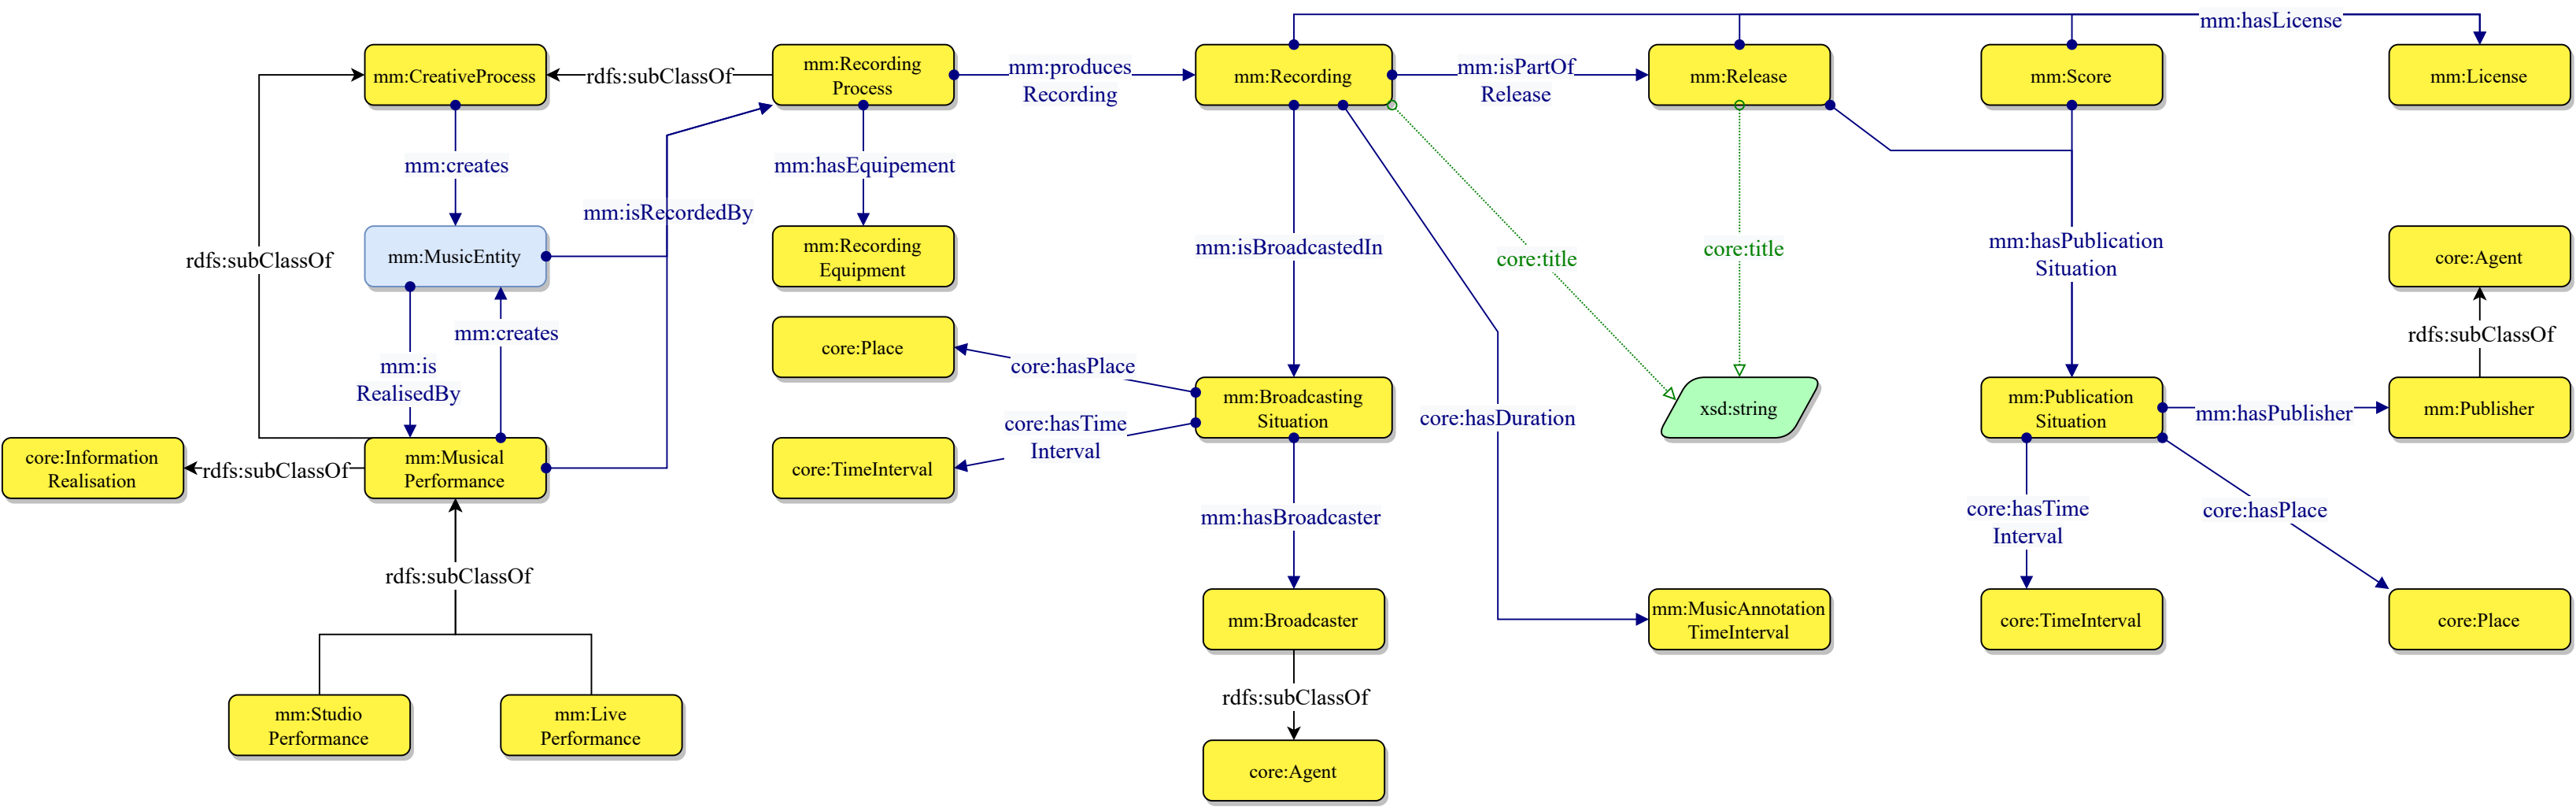 mm:hasLicense
mm:CreativeProcess
rdfs:subClassOf
mm:Recording
Process
mm:produces
Recording
mm:Recording
mm:isPartOf
Release
mm:Release
mm:Score
mm:License
mm:creates
mm:hasEquipement
mm:isRecordedBy
rdfs:subClassOf
mm:MusicEntity
mm:Recording
Equipment
mm:isBroadcastedIn
core:title
core:title
mm:hasPublication
Situation
core:Agent
mm:creates
mm:is
RealisedBy
core:Place
core:hasPlace
rdfs:subClassOf
mm:Broadcasting
Situation
core:hasDuration
xsd:string
mm:Publication
Situation
mm:hasPublisher
mm:Publisher
core:hasTime
Interval
core:Information
Realisation
rdfs:subClassOf
mm:Musical
Performance
core:TimeInterval
mm:hasBroadcaster
core:hasTime
Interval
core:hasPlace
rdfs:subClassOf
mm:Broadcaster
mm:MusicAnnotation
TimeInterval
core:TimeInterval
core:Place
rdfs:subClassOf
mm:Studio
Performance
mm:Live
Performance
core:Agent